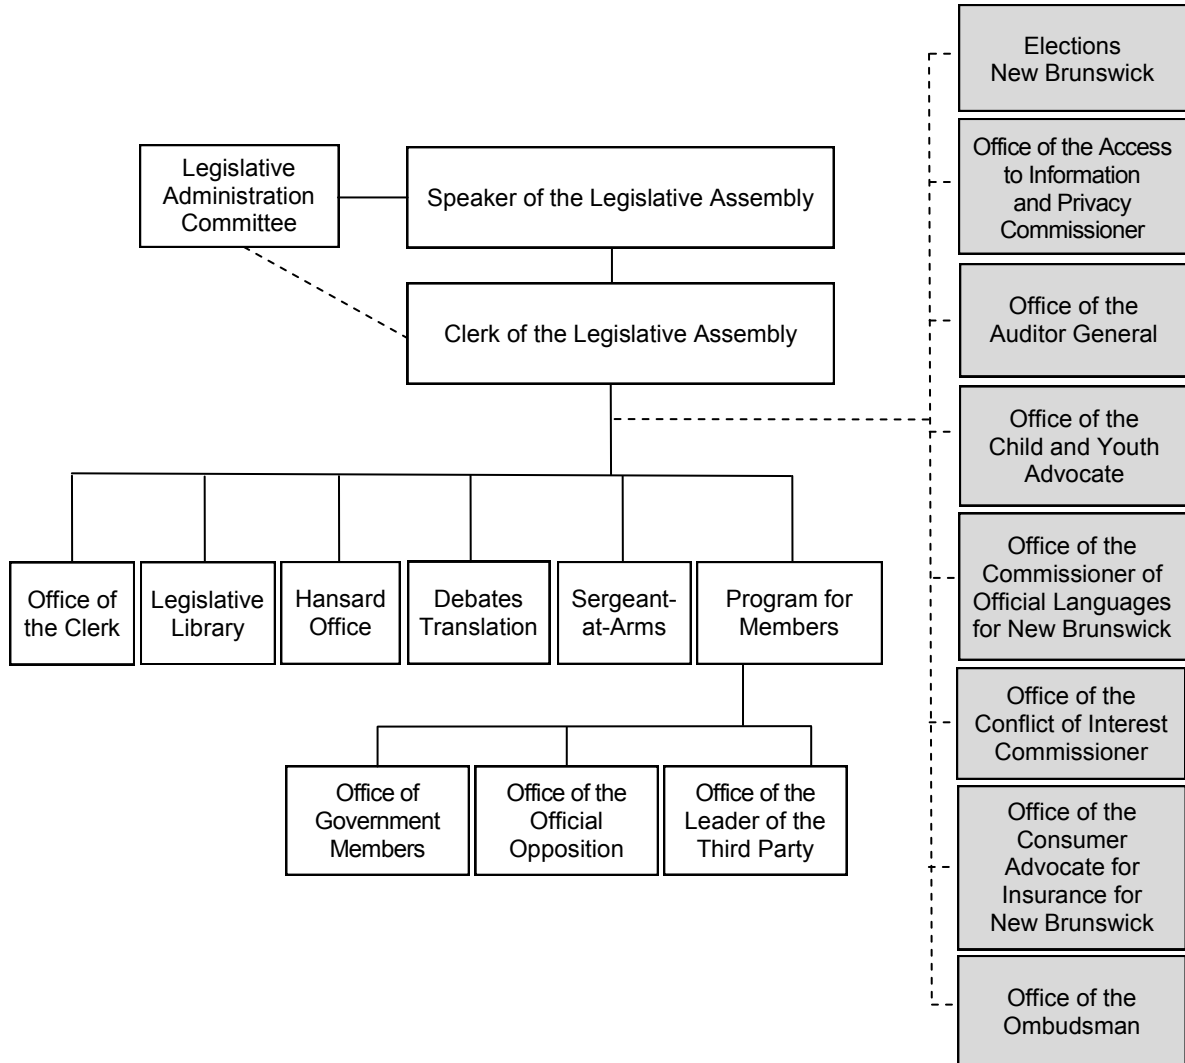 Legislative
Administration
Committee
Speaker of the Legislative Assembly
Clerk of the Legislative Assembly
Office of
the Clerk
Legislative
Library
Hansard
Office
Debates
Translation
Sergeant-
at-Arms
Program for
Members
Office of
Government
Members
Office of the
Official
Opposition
Office of the
Leader of the
Third Party
Elections
New Brunswick
Office of the Access
to Information
and Privacy
Commissioner
Office of the
Auditor General
Office of the
Child and Youth
Advocate
Office of the
Commissioner of
Official Languages
for New Brunswick
Office of the
Conflict of Interest
Commissioner
Office of the
Consumer
Advocate for
Insurance for
New Brunswick
Office of the
Ombudsman